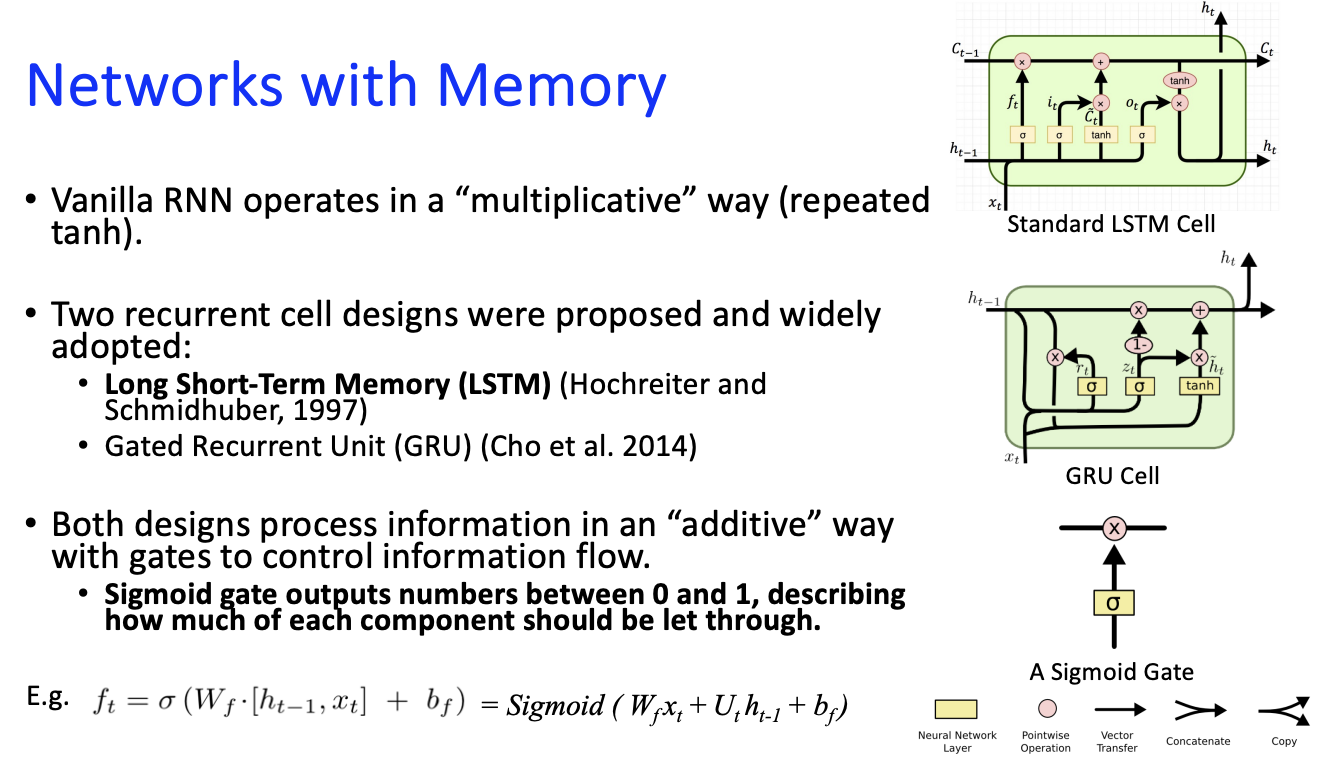 Networks with Memory
• Vanilla RNN operates in a “multiplicative” way (repeated
tanh).
• Two recurrent cell designs were proposed and widely
adopted:
• Long Short-Term Memory (LSTM) (Hochreiter and
Schmidhuber, 1997)
• Gated Recurrent Unit (GRU) (Cho et al. 2014)
• Both designs process information in an “additive” way
with gates to control information flow.
• Sigmoid gate outputs numbers between 0 and 1, describing
how much of each component should be let through.
E.g. f_t = σ (W_f · [h_{t−1}, x_t] + b_f) = Sigmoid ( W_f x_t + U_t h_{t-1} + b_f)
h_t
C_{t−1} × + C_t
tanh
f_t i_t × o_t ×
C̃_t
σ σ tanh σ
h_{t−1} h_t
x_t
Standard LSTM Cell
h_t
h_{t−1} x +
1-
x r_t z_t x h̃_t
σ σ tanh
x_t
GRU Cell
x
σ
A Sigmoid Gate
Neural Network
Layer
Pointwise
Operation
Vector
Transfer
Concatenate
Copy